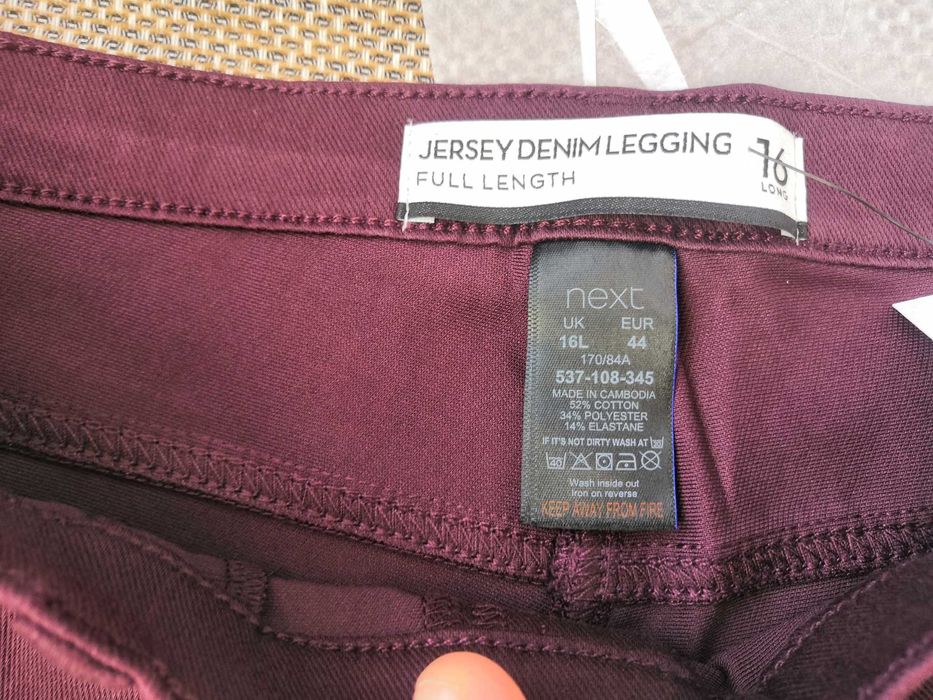 JERSEY DENIM LEGGING 16
FULL LENGTH LONG
next
UK EUR
16L 44
170/84A
537-108-345
MADE IN CAMBODIA
52% COTTON
34% POLYESTER
14% ELASTANE
IF IT'S NOT DIRTY WASH AT 30
40
Wash inside out
Iron on reverse
KEEP AWAY FROM FIRE